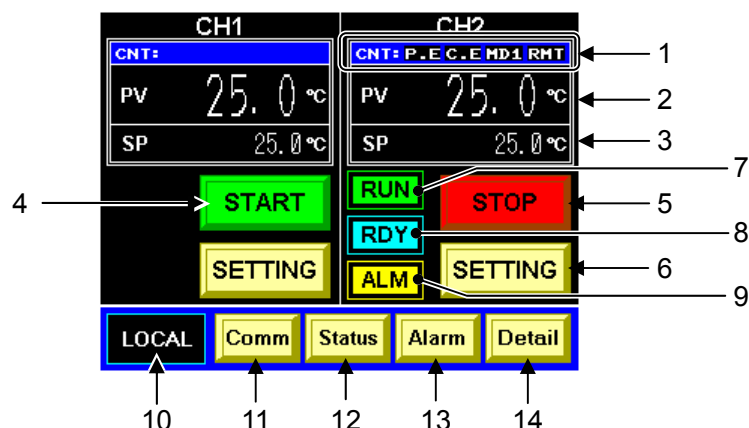 CH1 CH2
CNT: CNT: P.E C.E MD1 RMT 1
PV 25.0 ℃ PV 25.0 ℃ 2
SP 25.0 ℃ SP 25.0 ℃ 3
7
4 START RUN STOP 5
RDY 8
SETTING ALM SETTING 6
9
LOCAL Comm Status Alarm Detail
10 11 12 13 14